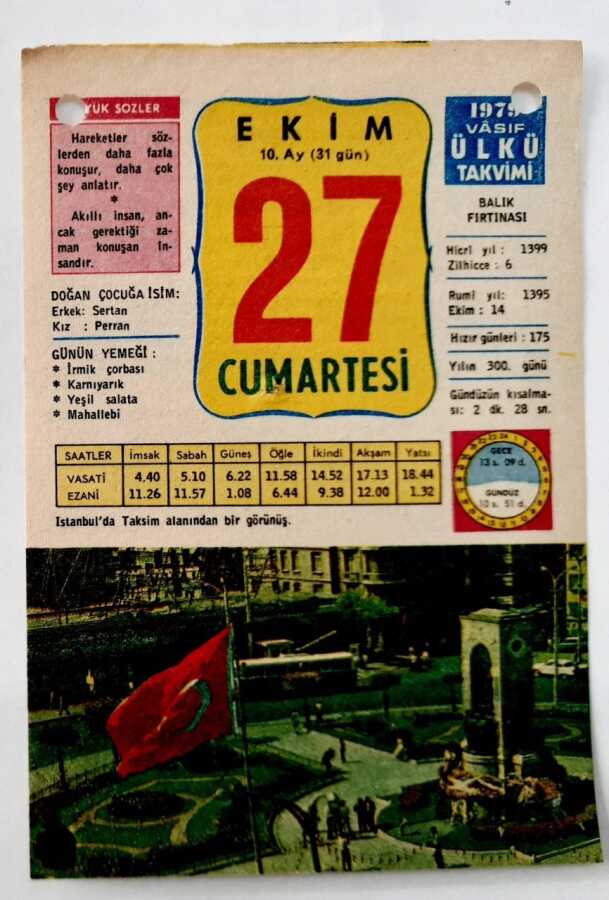 YÜK SÖZLER
Hareketler söz-
lerden daha fazla
konuşur, daha çok
şey anlatır.
*
Akıllı insan, an-
cak gerektiği za-
man konuşan in-
sandır.
DOĞAN ÇOCUĞA İSİM:
Erkek: Sertan
Kız : Perran
GÜNÜN YEMEĞİ :
* İrmik çorbası
* Karnıyarık
* Yeşil salata
* Mahallebi
EKİM
10. Ay (31 gün)
27
CUMARTESİ
1979
VÂSIF
ÜLKÜ
TAKVİMİ
BALIK
FIRTINASI
Hicri yıl : 1399
Zilhicce : 6
Rumî yıl: 1395
Ekim : 14
Hızır günleri : 175
Yılın 300. günü
Gündüzün kısalma-
sı: 2 dk. 28 sn.
SAATLER İmsak Sabah Güneş Öğle İkindi Akşam Yatsı
VASATİ 4.40 5.10 6.22 11.58 14.52 17.13 18.44
EZANİ 11.26 11.57 1.08 6.44 9.38 12.00 1.32
GECE
13 s. 09 d.
GÜNDÜZ
10 s. 51 d.
Istanbul'da Taksim alanından bir görünüş.